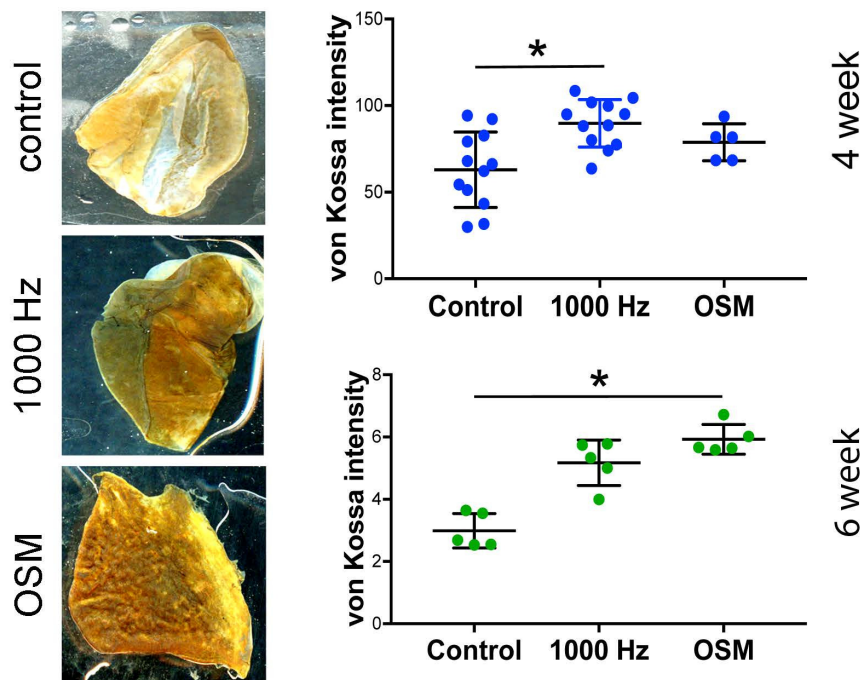 control
1000 Hz
OSM
von Kossa intensity
150
100
50
0
*
Control 1000 Hz OSM
4 week
von Kossa intensity
8
6
4
2
0
*
Control 1000 Hz OSM
6 week